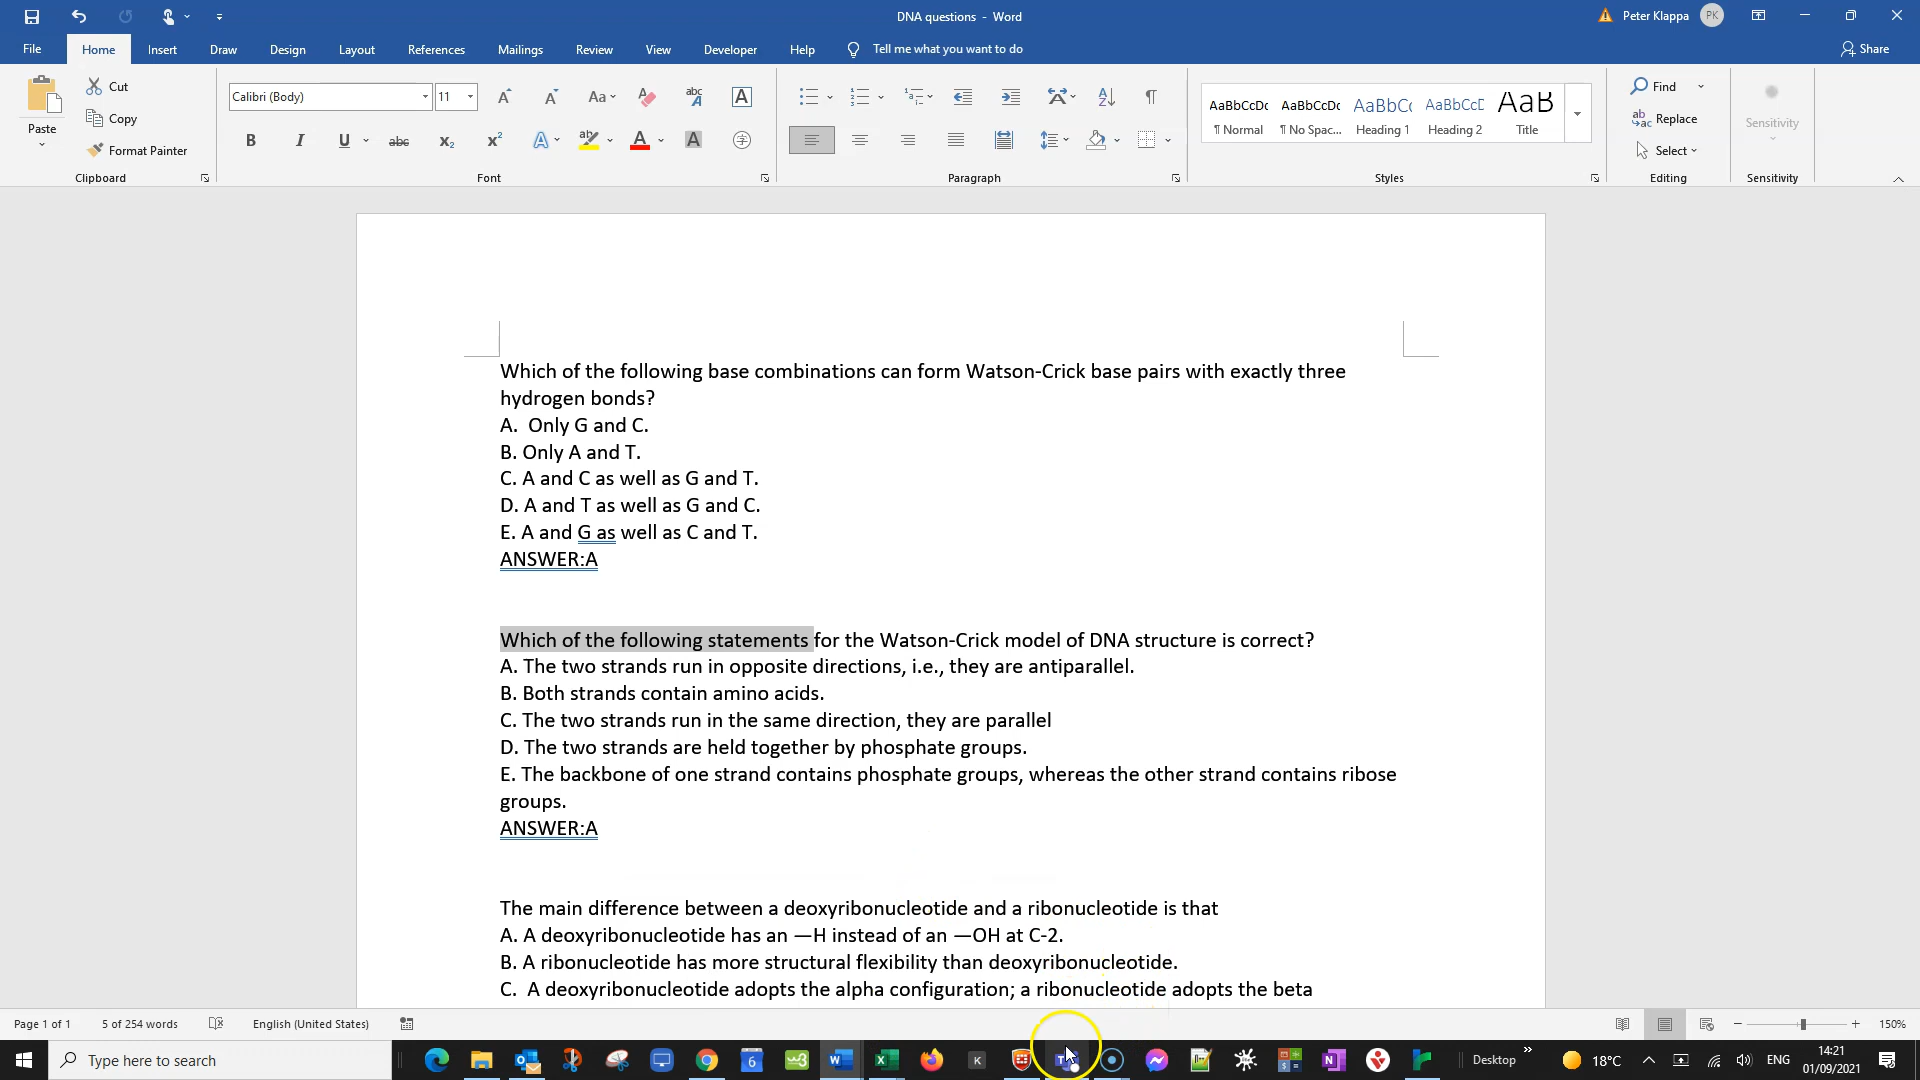 DNA questions - Word
Peter Klappa PK
File Home Insert Draw Design Layout References Mailings Review View Developer Help Tell me what you want to do Share
Paste
Cut
Copy
Format Painter
Clipboard
Calibri (Body) 11
Font
Paragraph
AaBbCcDc AaBbCcDc AaBbCc AaBbCcD AaB
¶ Normal ¶ No Spac... Heading 1 Heading 2 Title
Styles
Find
Replace
Select
Editing
Sensitivity
Sensitivity
Which of the following base combinations can form Watson-Crick base pairs with exactly three
hydrogen bonds?
A.  Only G and C.
B. Only A and T.
C. A and C as well as G and T.
D. A and T as well as G and C.
E. A and G as well as C and T.
ANSWER:A
Which of the following statements for the Watson-Crick model of DNA structure is correct?
A. The two strands run in opposite directions, i.e., they are antiparallel.
B. Both strands contain amino acids.
C. The two strands run in the same direction, they are parallel
D. The two strands are held together by phosphate groups.
E. The backbone of one strand contains phosphate groups, whereas the other strand contains ribose
groups.
ANSWER:A
The main difference between a deoxyribonucleotide and a ribonucleotide is that
A. A deoxyribonucleotide has an —H instead of an —OH at C-2.
B. A ribonucleotide has more structural flexibility than deoxyribonucleotide.
C.  A deoxyribonucleotide adopts the alpha configuration; a ribonucleotide adopts the beta
Page 1 of 1 5 of 254 words English (United States) 150%
Type here to search Desktop 18°C ENG 14:21
01/09/2021